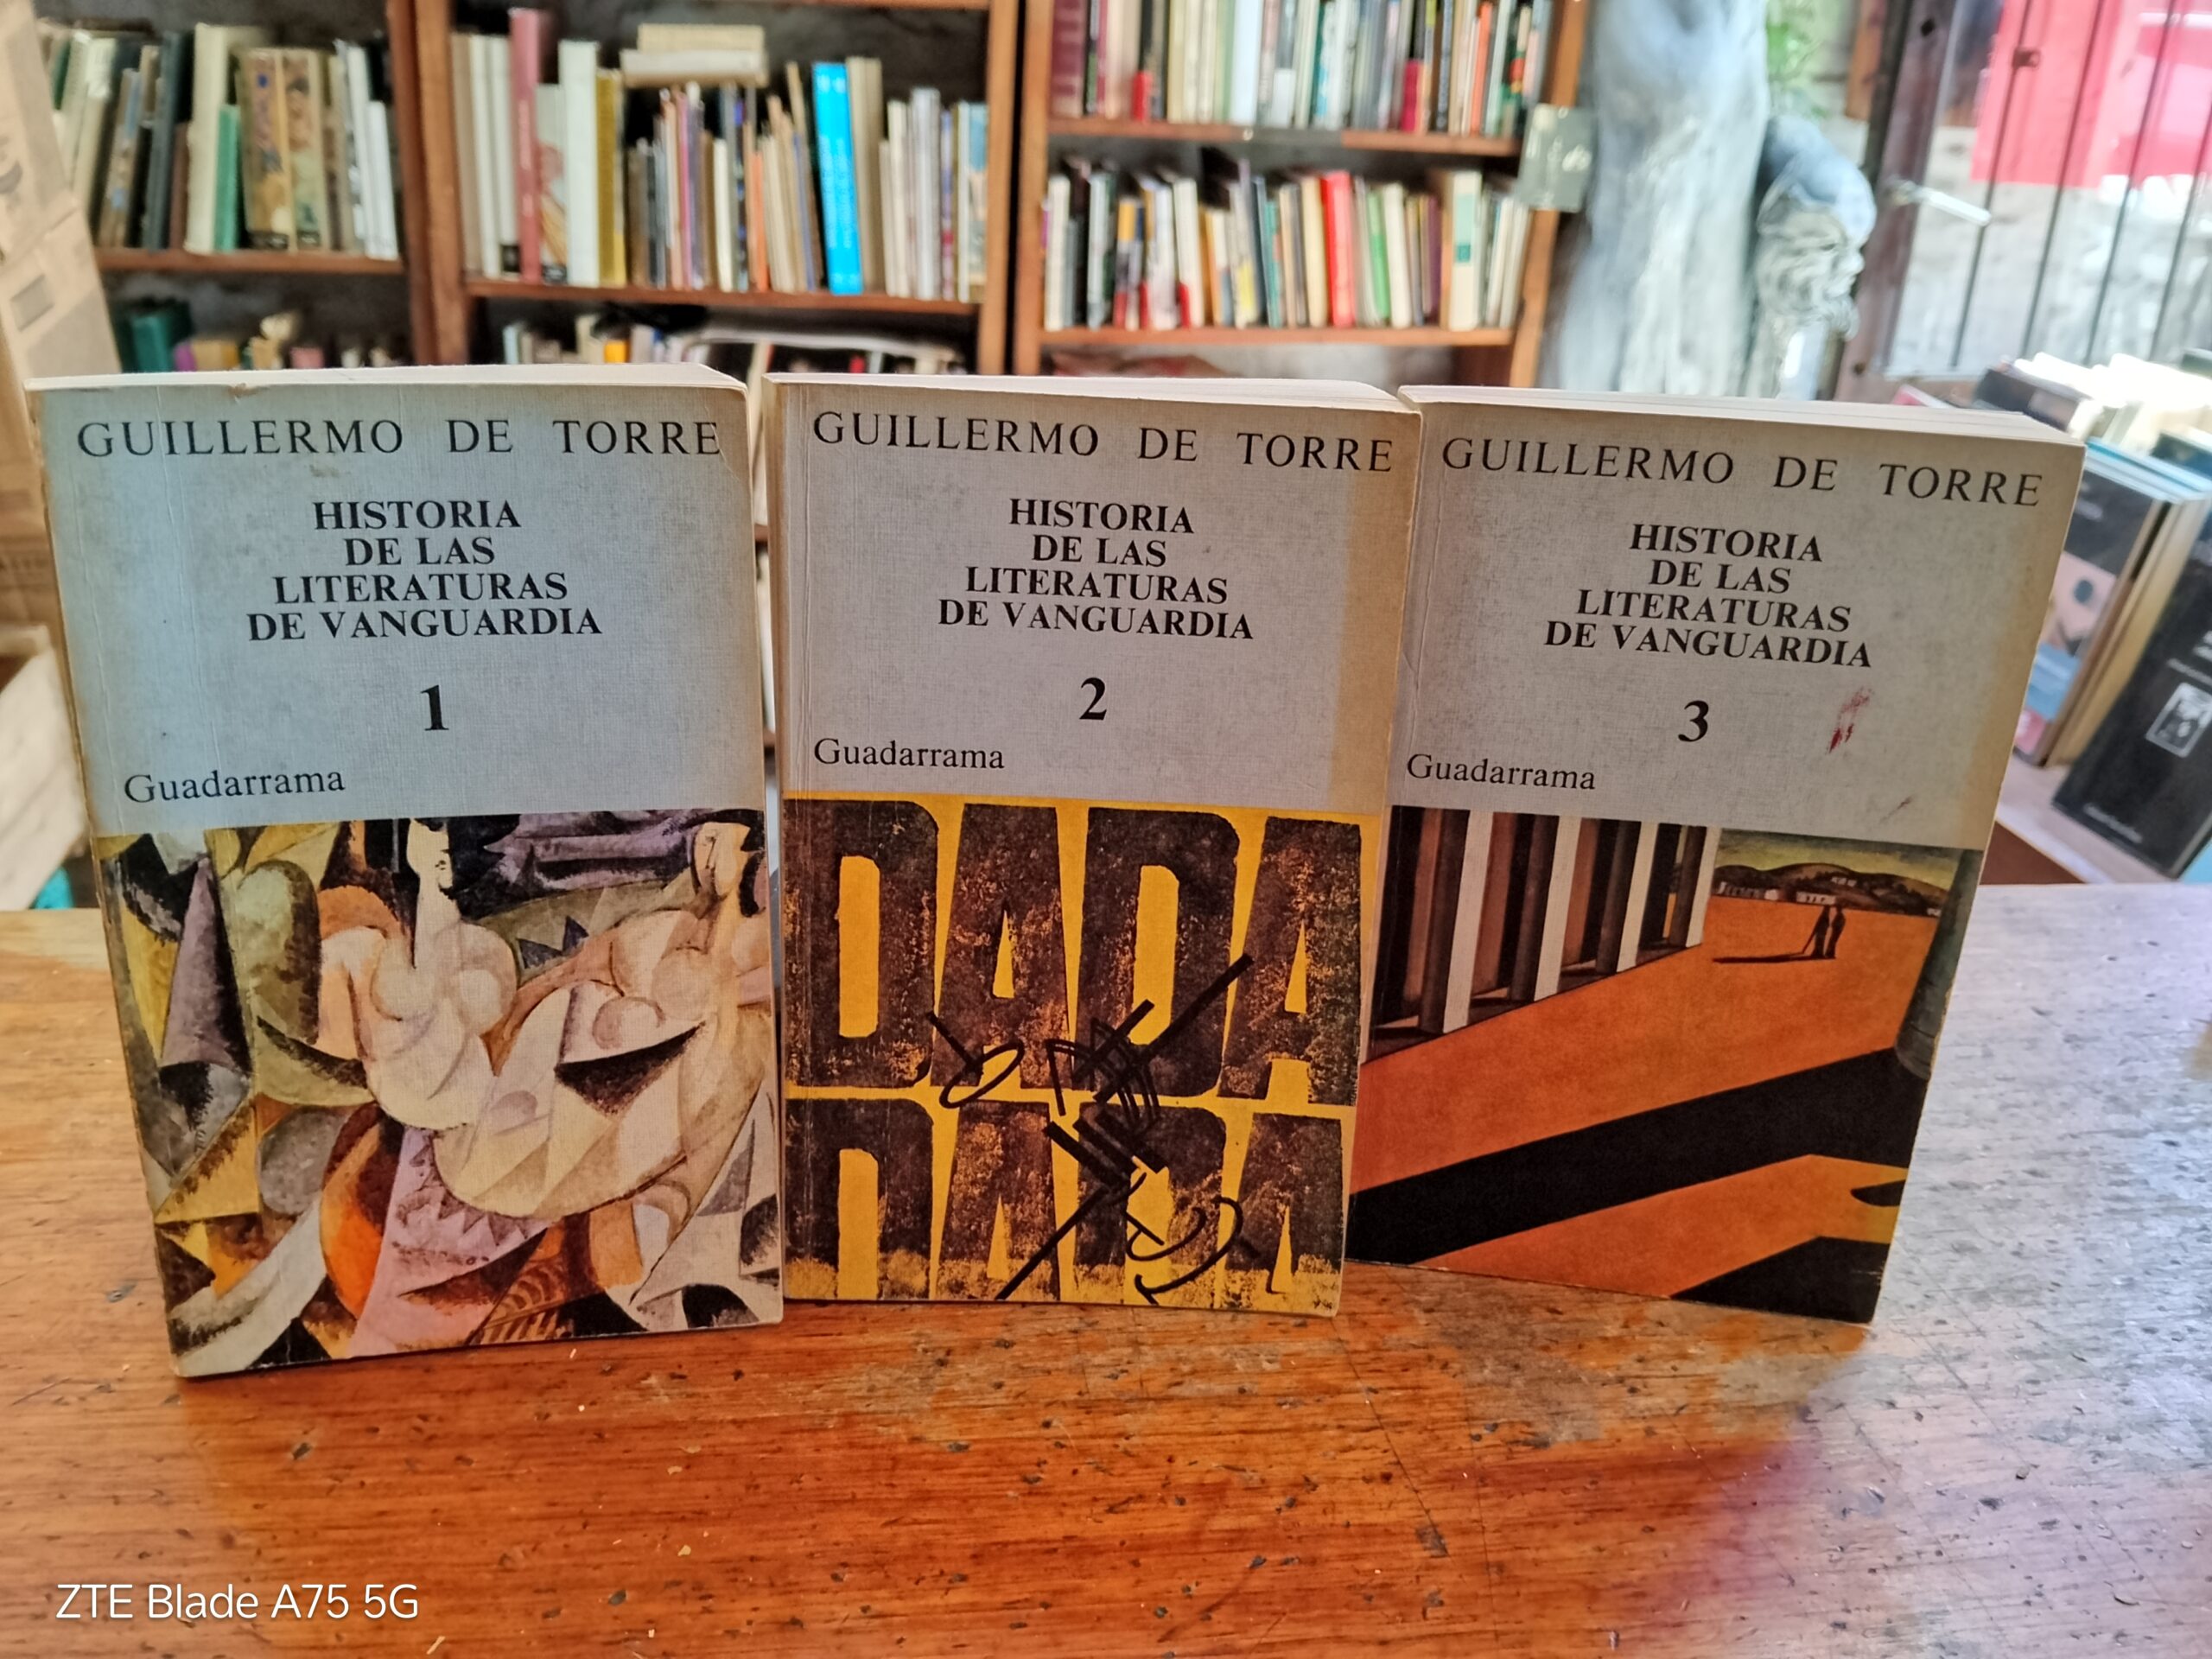 GUILLERMO DE TORRE
HISTORIA
DE LAS
LITERATURAS
DE VANGUARDIA
1
Guadarrama
GUILLERMO DE TORRE
HISTORIA
DE LAS
LITERATURAS
DE VANGUARDIA
2
Guadarrama
DADA
DADA
GUILLERMO DE TORRE
HISTORIA
DE LAS
LITERATURAS
DE VANGUARDIA
3
Guadarrama
ZTE Blade A75 5G